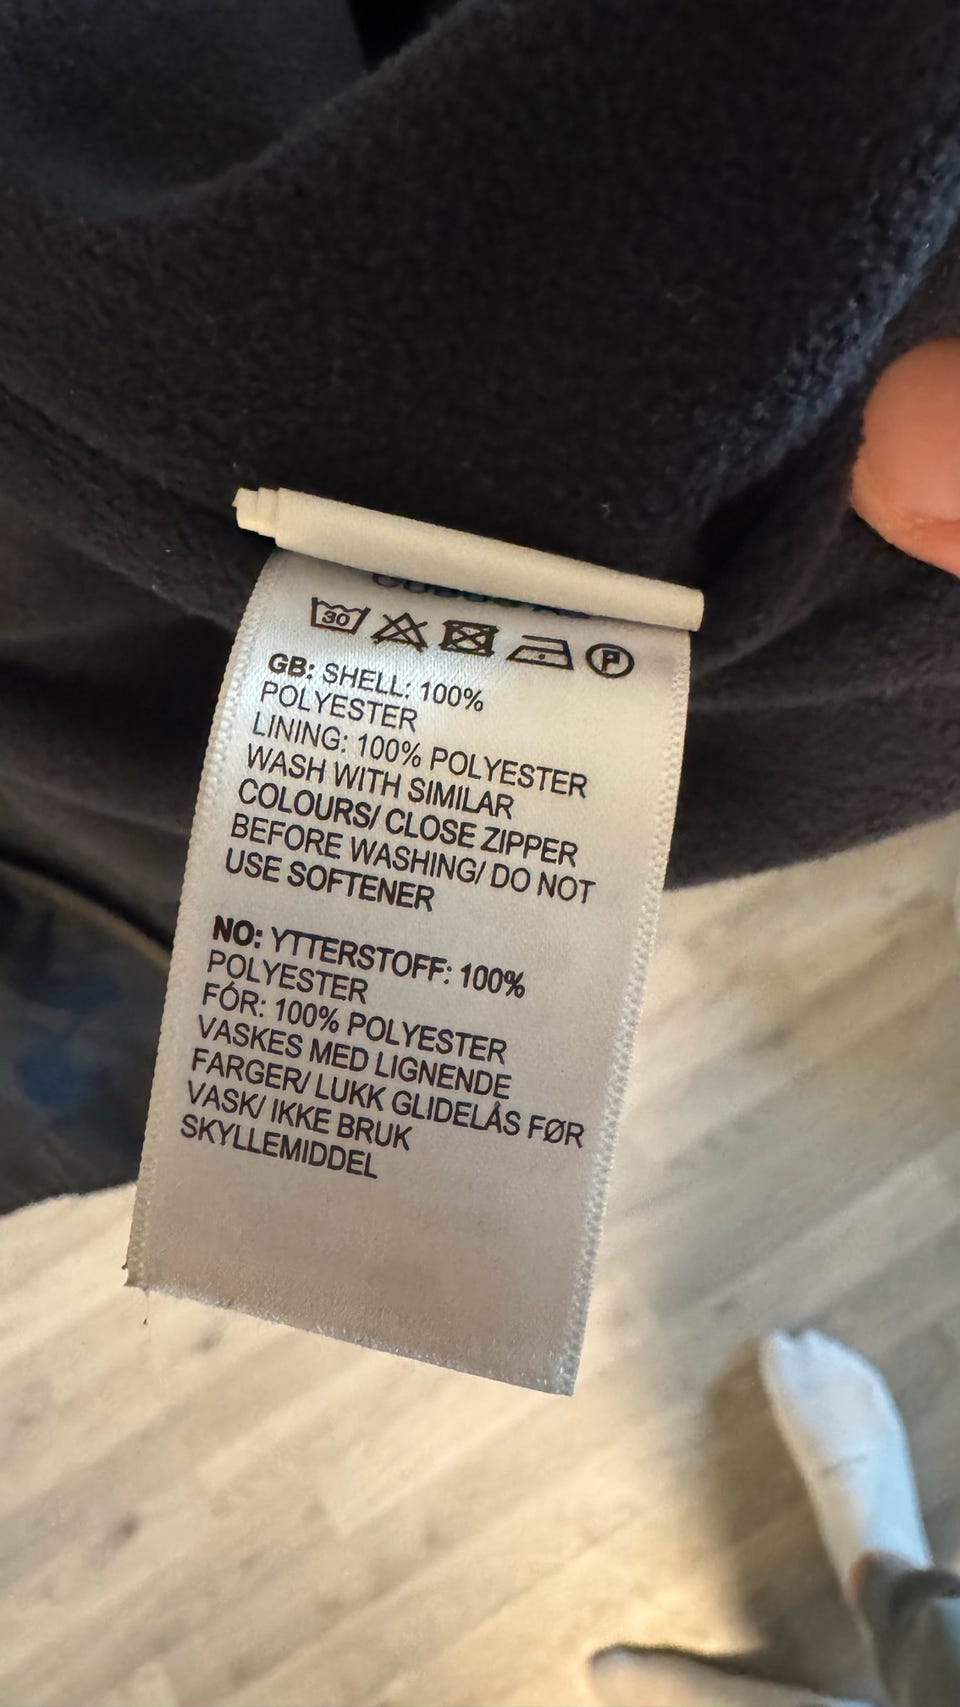 30
P
GB: SHELL: 100%
POLYESTER
LINING: 100% POLYESTER
WASH WITH SIMILAR
COLOURS/ CLOSE ZIPPER
BEFORE WASHING/ DO NOT
USE SOFTENER
NO: YTTERSTOFF: 100%
POLYESTER
FÓR: 100% POLYESTER
VASKES MED LIGNENDE
FARGER/ LUKK GLIDELÅS FØR
VASK/ IKKE BRUK
SKYLLEMIDDEL